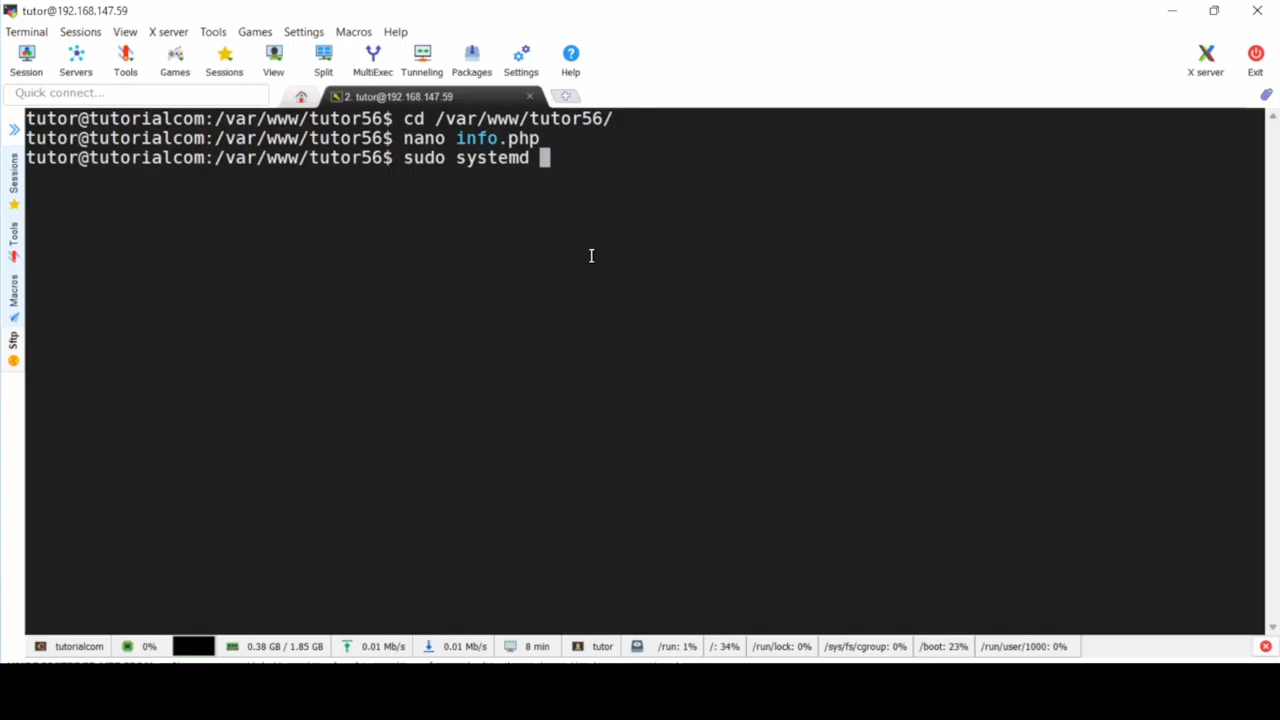 tutor@192.168.147.59
Terminal Sessions View X server Tools Games Settings Macros Help
Session Servers Tools Games Sessions View Split MultiExec Tunneling Packages Settings Help X server Exit
Quick connect...
2. tutor@192.168.147.59
tutor@tutorialcom:/var/www/tutor56$ cd /var/www/tutor56/
tutor@tutorialcom:/var/www/tutor56$ nano info.php
tutor@tutorialcom:/var/www/tutor56$ sudo systemd
Sessions
Tools
Macros
Sftp
tutorialcom 0% 0.38 GB / 1.85 GB 0.01 Mb/s 0.01 Mb/s 8 min tutor /run: 1% /: 34% /run/lock: 0% /sys/fs/cgroup: 0% /boot: 23% /run/user/1000: 0%